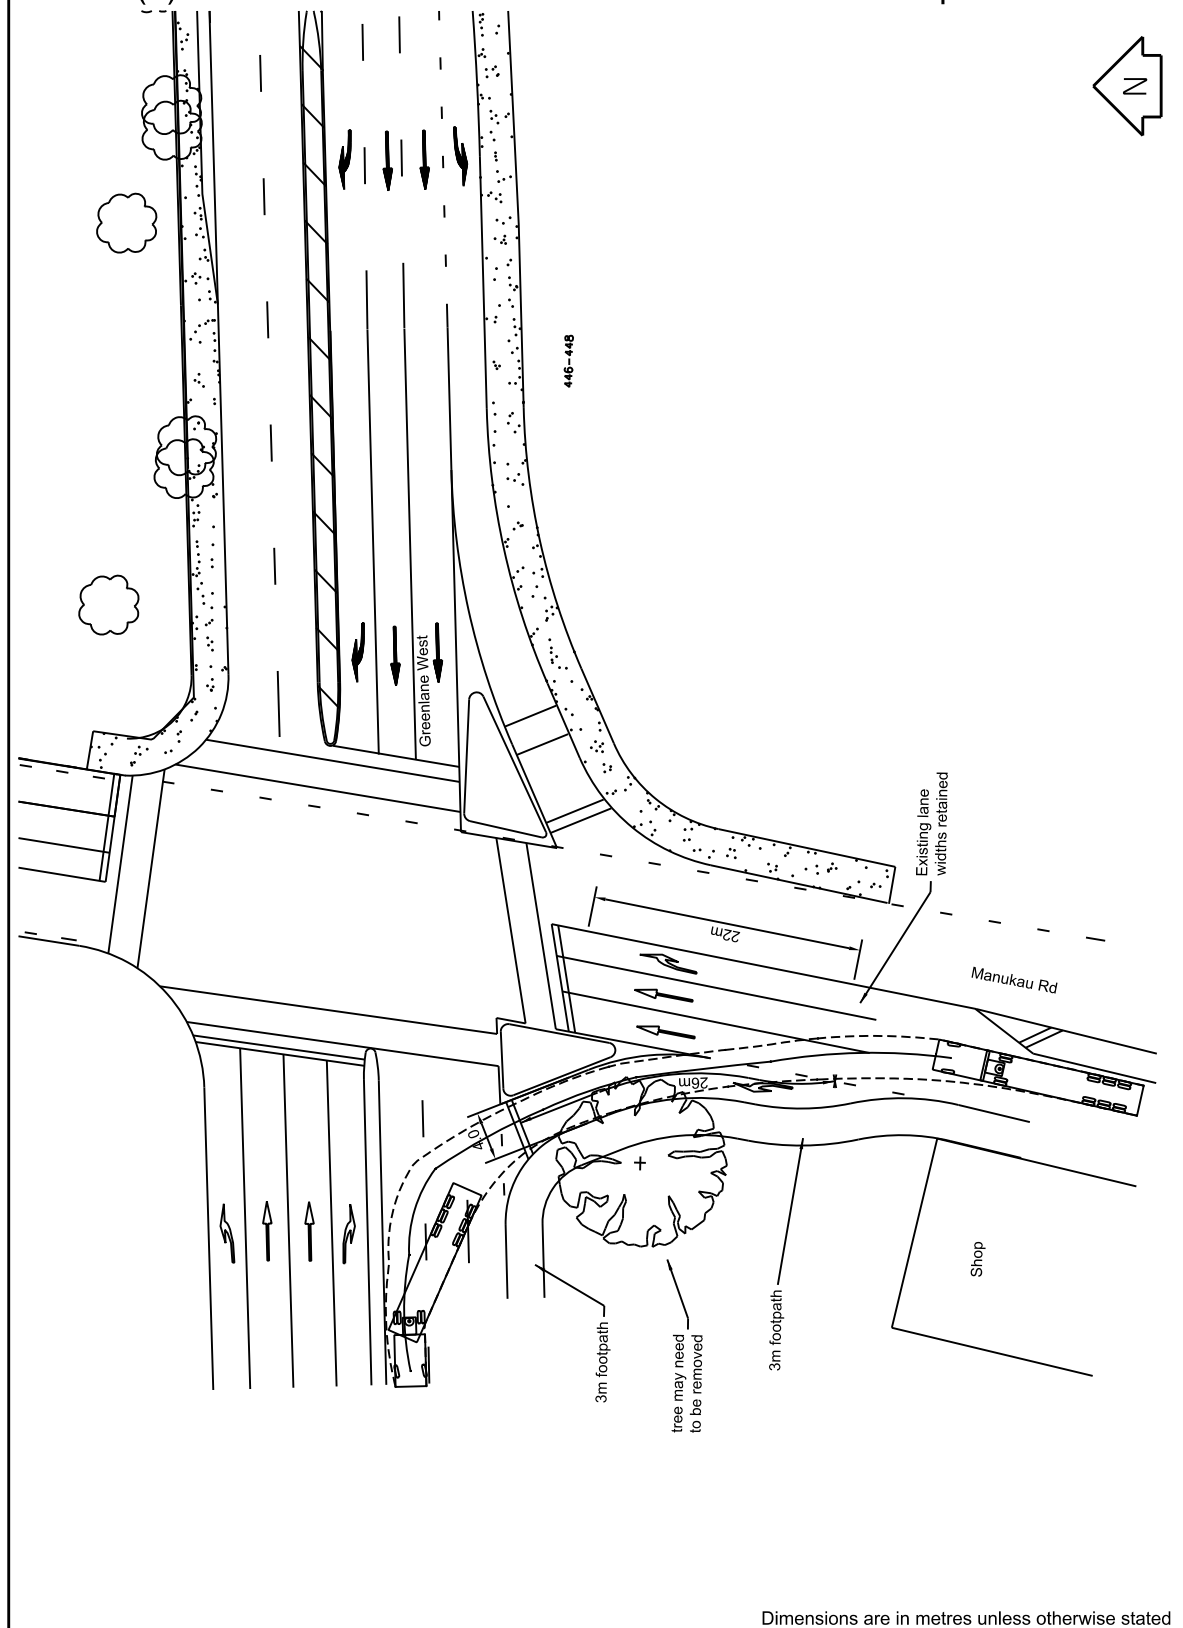 N
446-448
Greenlane West
Existing lane
widths retained
22m
Manukau Rd
26m
4.0
Shop
3m footpath
3m footpath
tree may need
to be removed
Dimensions are in metres unless otherwise stated